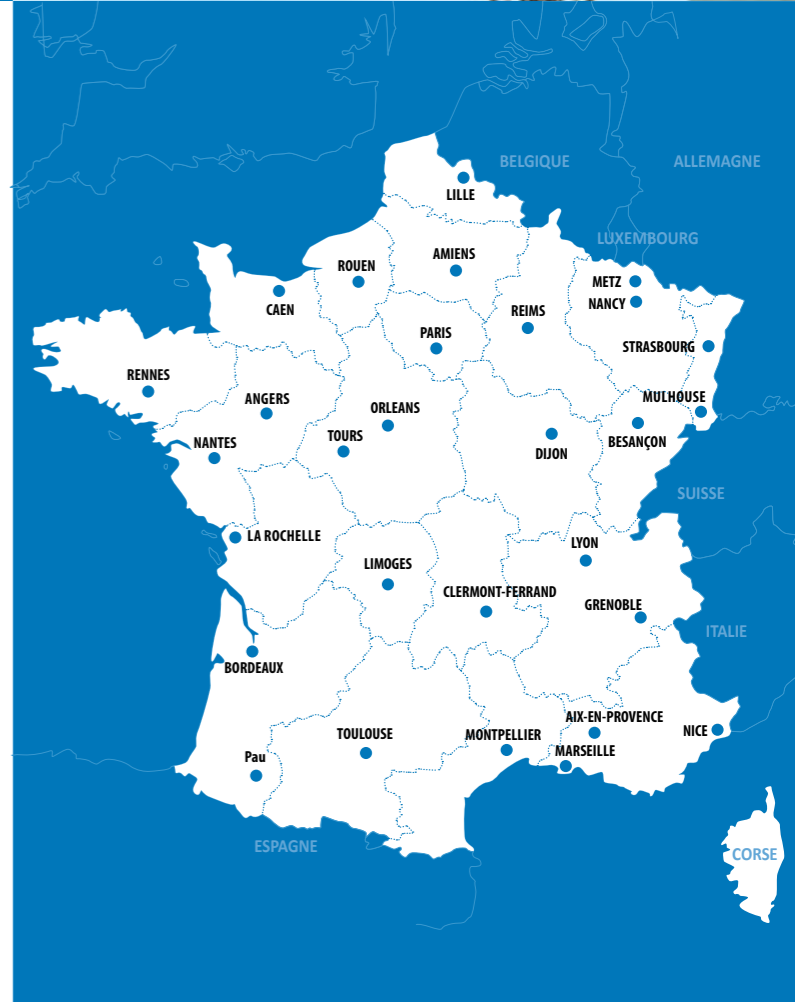 BELGIQUE
ALLEMAGNE
LILLE
LUXEMBOURG
AMIENS
ROUEN
METZ
CAEN
NANCY
REIMS
PARIS
STRASBOURG
RENNES
MULHOUSE
ANGERS
ORLEANS
NANTES
TOURS
BESANÇON
DIJON
SUISSE
LA ROCHELLE
LYON
LIMOGES
CLERMONT-FERRAND
GRENOBLE
ITALIE
BORDEAUX
AIX-EN-PROVENCE
TOULOUSE
MONTPELLIER
NICE
MARSEILLE
Pau
ESPAGNE
CORSE